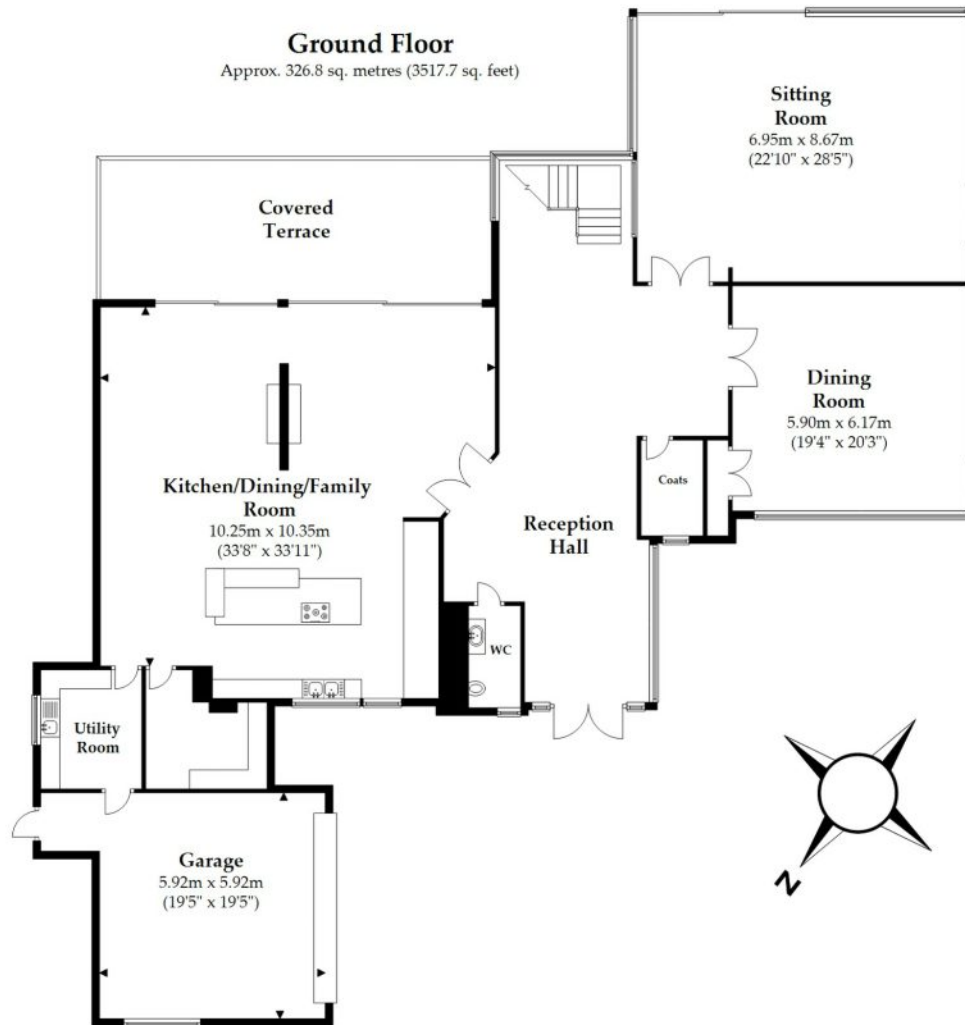 Ground Floor
Approx. 326.8 sq. metres (3517.7 sq. feet)
Sitting
Room
6.95m x 8.67m
(22'10" x 28'5")
Covered
Terrace
Dining
Room
5.90m x 6.17m
(19'4" x 20'3")
Kitchen/Dining/Family
Room
10.25m x 10.35m
(33'8" x 33'11")
Coats
Reception
Hall
WC
Utility
Room
Garage
5.92m x 5.92m
(19'5" x 19'5")
N